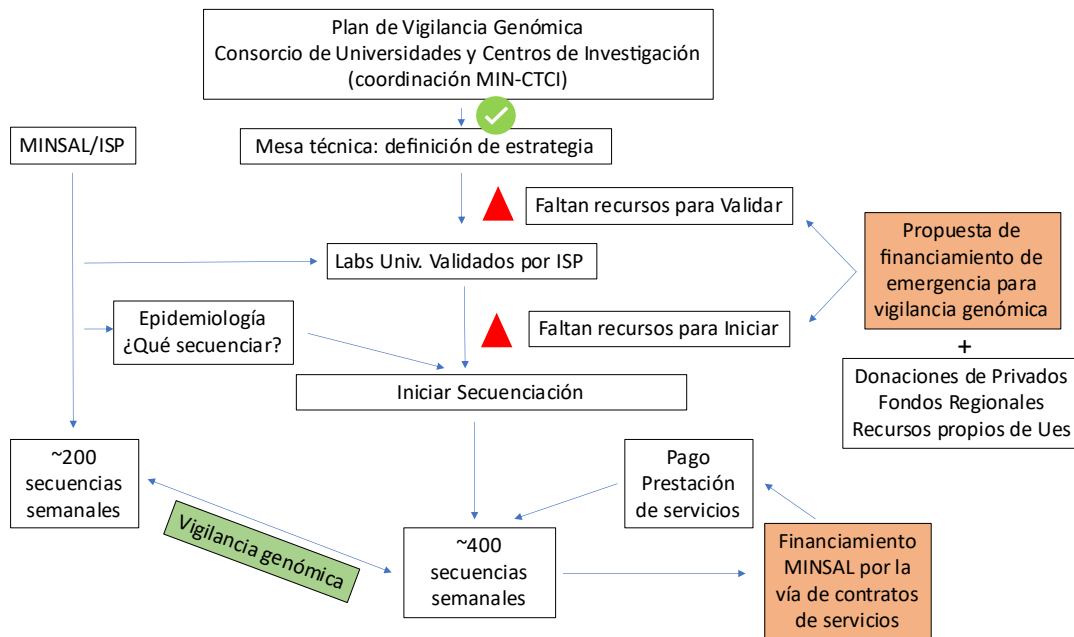 Plan de Vigilancia Genómica
Consorcio de Universidades y Centros de Investigación
(coordinación MIN-CTCI)
MINSAL/ISP
Mesa técnica: definición de estrategia
Faltan recursos para Validar
Propuesta de
financiamiento de
emergencia para
vigilancia genómica
Labs Univ. Validados por ISP
Epidemiología
¿Qué secuenciar?
Faltan recursos para Iniciar
+
Donaciones de Privados
Fondos Regionales
Recursos propios de Ues
Iniciar Secuenciación
~200
secuencias
semanales
Pago
Prestación
de servicios
Vigilancia genómica
~400
secuencias
semanales
Financiamiento
MINSAL por la
vía de contratos
de servicios